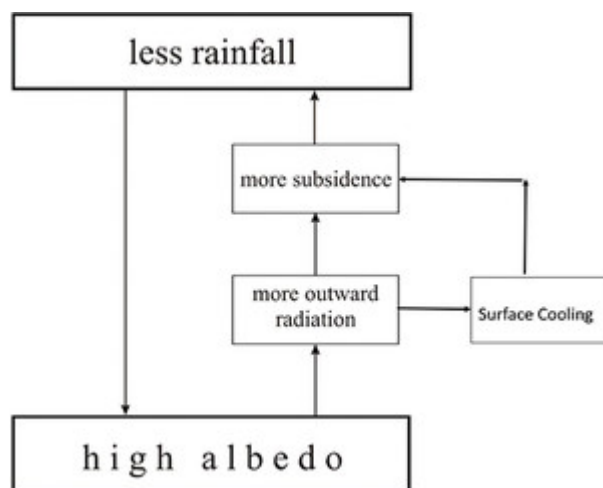 less rainfall
more subsidence
more outward
radiation
Surface Cooling
high albedo